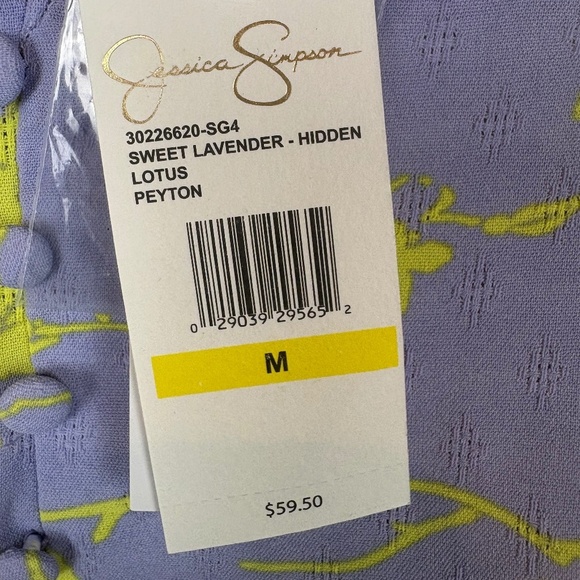 Jessica Simpson
30226620-SG4
SWEET LAVENDER - HIDDEN
LOTUS
PEYTON
0 29039 29565 2
M
$59.50